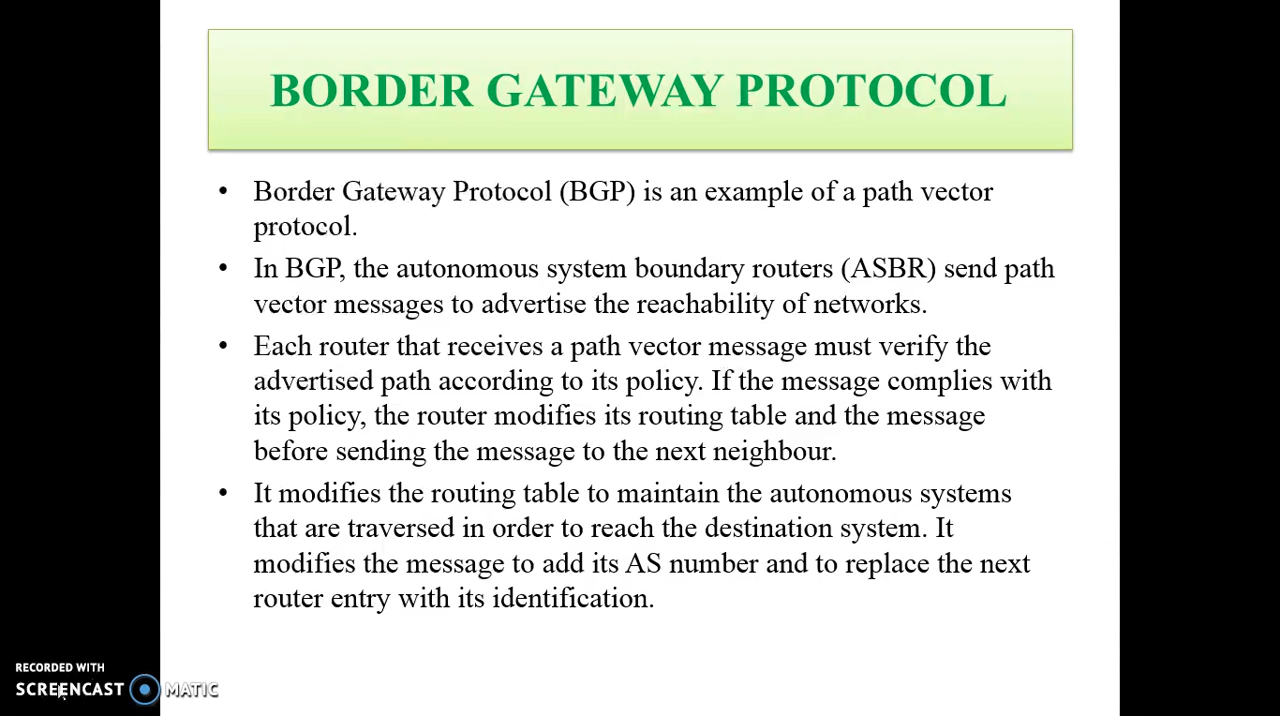 BORDER GATEWAY PROTOCOL
• Border Gateway Protocol (BGP) is an example of a path vector
protocol.
• In BGP, the autonomous system boundary routers (ASBR) send path
vector messages to advertise the reachability of networks.
• Each router that receives a path vector message must verify the
advertised path according to its policy. If the message complies with
its policy, the router modifies its routing table and the message
before sending the message to the next neighbour.
• It modifies the routing table to maintain the autonomous systems
that are traversed in order to reach the destination system. It
modifies the message to add its AS number and to replace the next
router entry with its identification.
RECORDED WITH
SCREENCAST MATIC